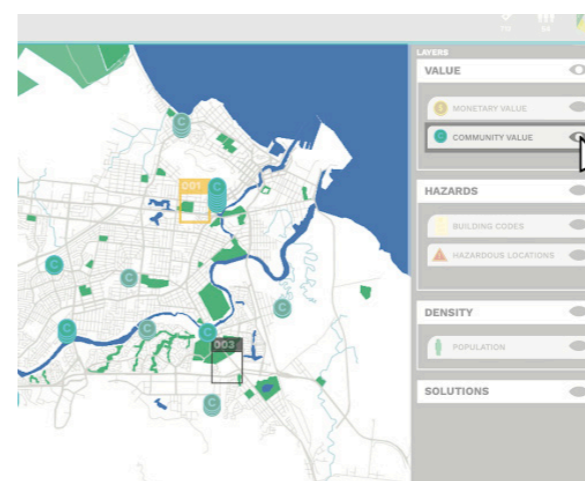 LAYERS
VALUE
MONETARY VALUE
COMMUNITY VALUE
HAZARDS
BUILDING CODES
HAZARDOUS LOCATIONS
DENSITY
POPULATION
SOLUTIONS
C
001
C
C
C
C
C
C
C
003
C
$
C